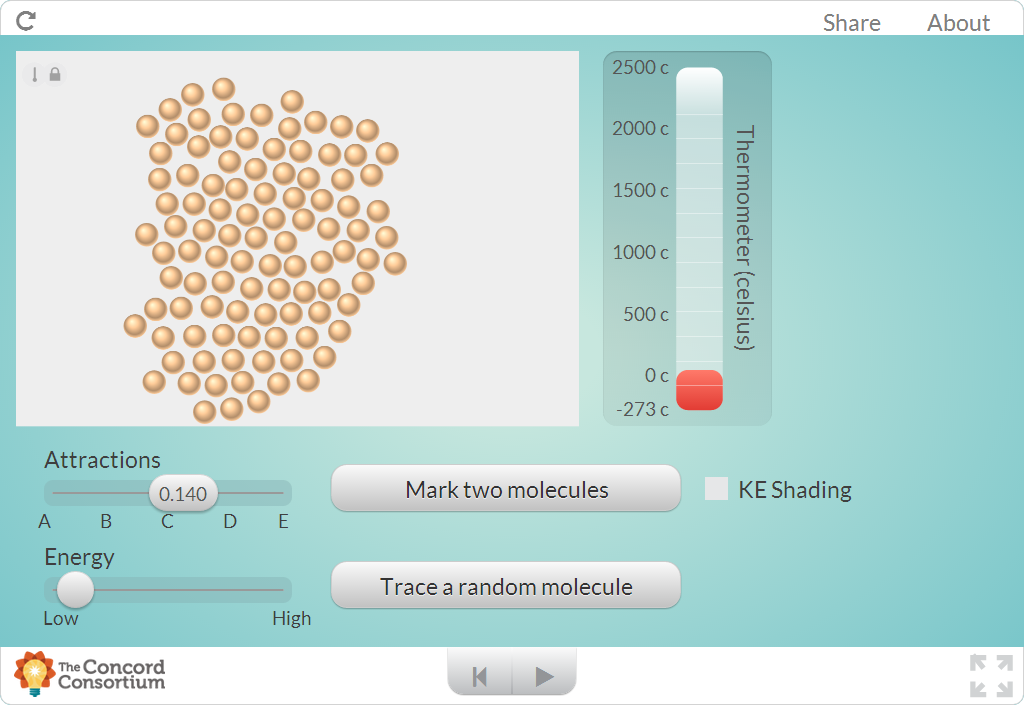 Share About
2500 c
2000 c
1500 c
1000 c
500 c
0 c
-273 c
Thermometer (celsius)
Attractions
0.140
A B C D E
Mark two molecules
KE Shading
Energy
Low High
Trace a random molecule
The Concord
Consortium